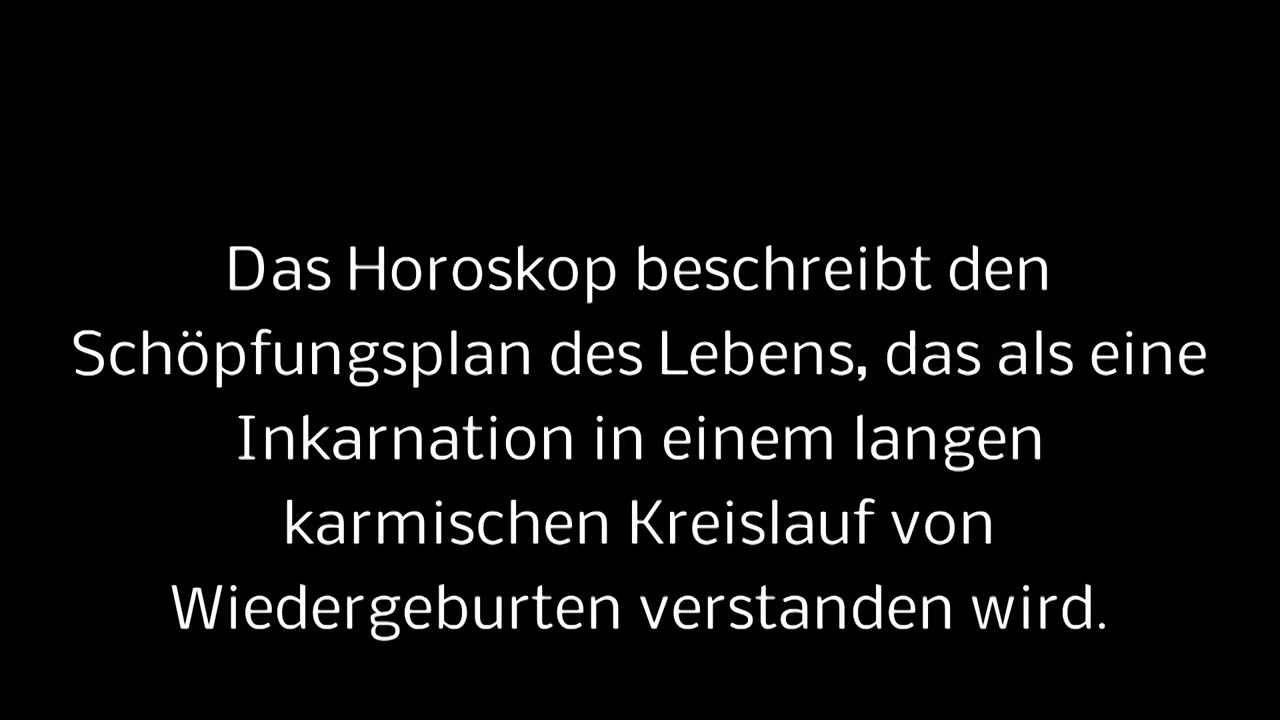 Das Horoskop beschreibt den
Schöpfungsplan des Lebens, das als eine
Inkarnation in einem langen
karmischen Kreislauf von
Wiedergeburten verstanden wird.